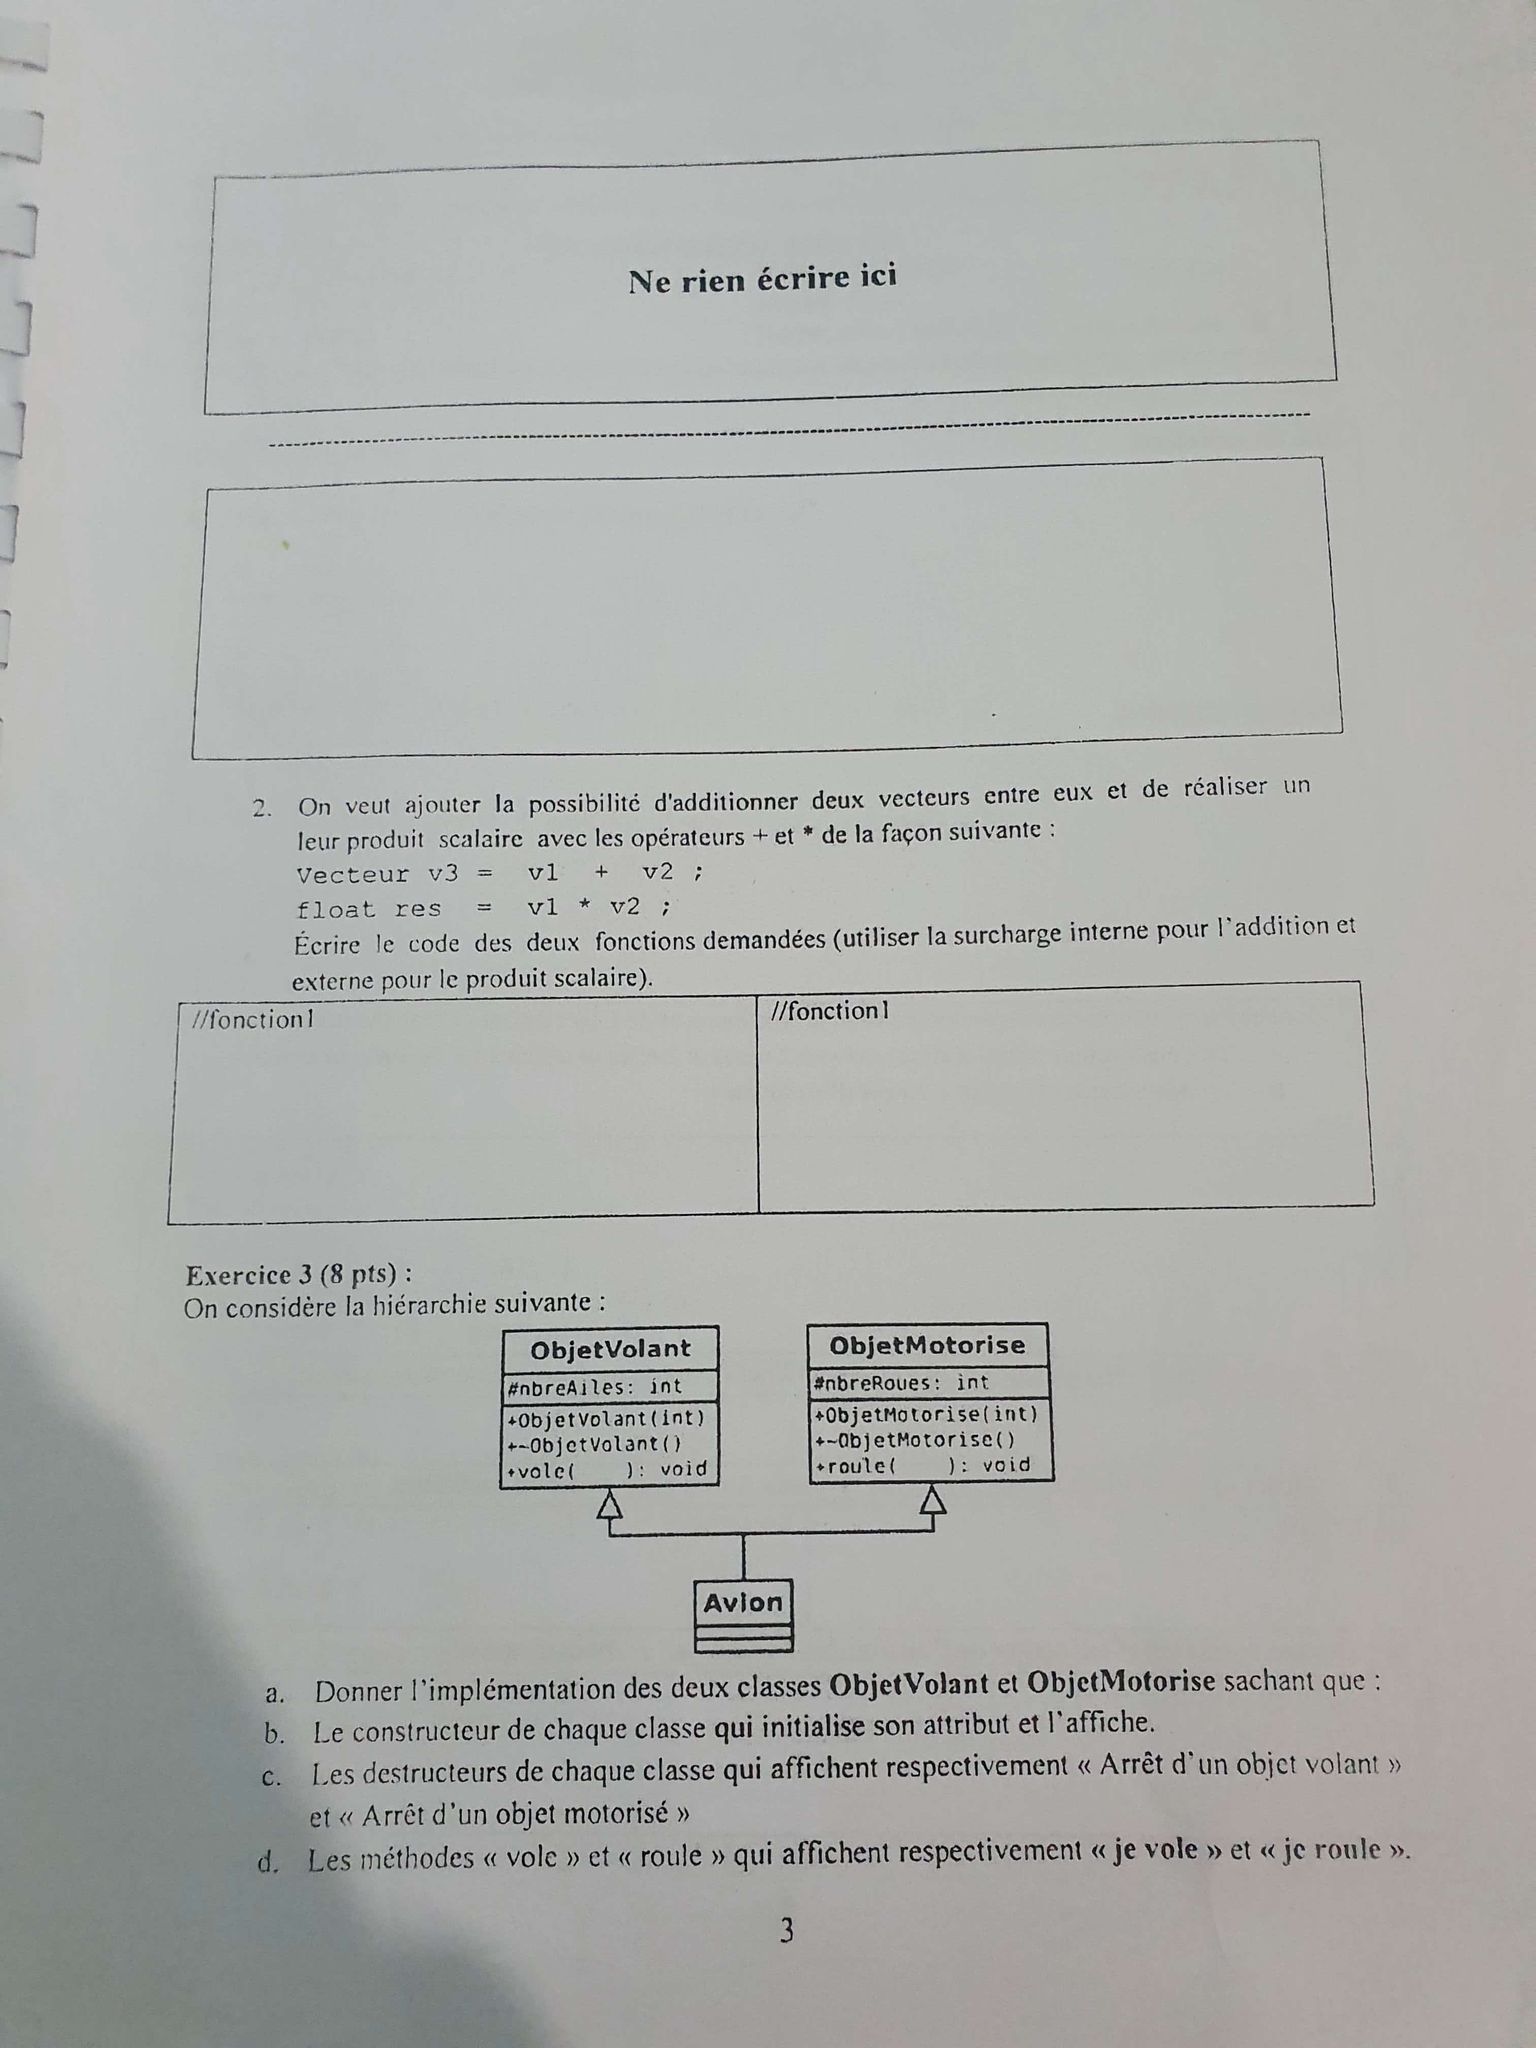 Ne rien écrire ici
2. On veut ajouter la possibilité d'additionner deux vecteurs entre eux et de réaliser un
leur produit scalaire avec les opérateurs + et * de la façon suivante :
Vecteur v3 = v1 + v2 ;
float res = v1 * v2 ;
Écrire le code des deux fonctions demandées (utiliser la surcharge interne pour l'addition et
externe pour le produit scalaire).
//fonction1
//fonction1
Exercice 3 (8 pts) :
On considère la hiérarchie suivante :
ObjetVolant
#nbreAiles: int
+ObjetVolant(int)
+~ObjetVolant()
+vole( ): void
ObjetMotorise
#nbreRoues: int
+ObjetMotorise(int)
+~ObjetMotorise()
+roule( ): void
Avion
a. Donner l'implémentation des deux classes ObjetVolant et ObjetMotorise sachant que :
b. Le constructeur de chaque classe qui initialise son attribut et l'affiche.
c. Les destructeurs de chaque classe qui affichent respectivement « Arrêt d'un objet volant »
et « Arrêt d'un objet motorisé »
d. Les méthodes « vole » et « roule » qui affichent respectivement « je vole » et « je roule ».
3